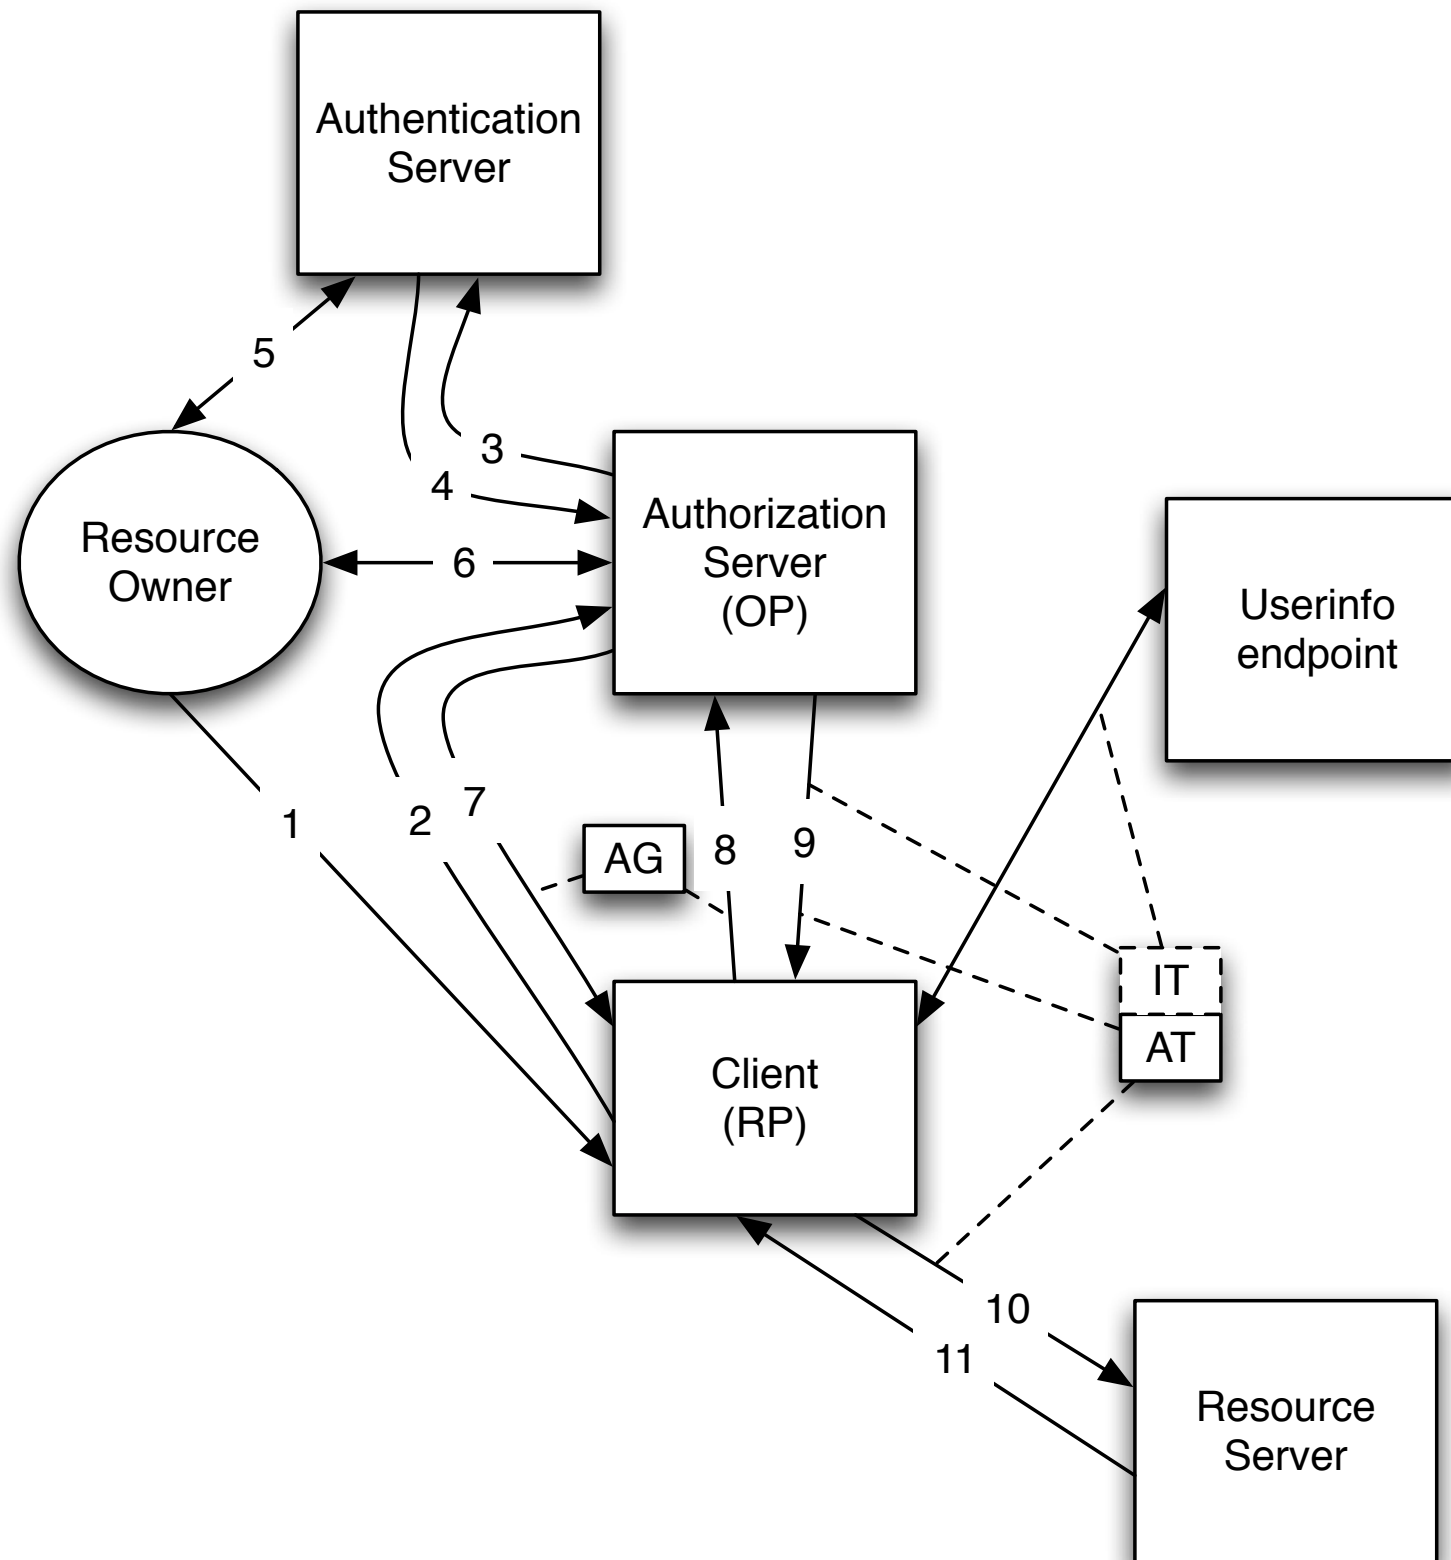 Authentication
Server
5
3
4
Resource
Owner
6
Authorization
Server
(OP)
Userinfo
endpoint
1
2
7
AG
8
9
IT
AT
Client
(RP)
10
11
Resource
Server